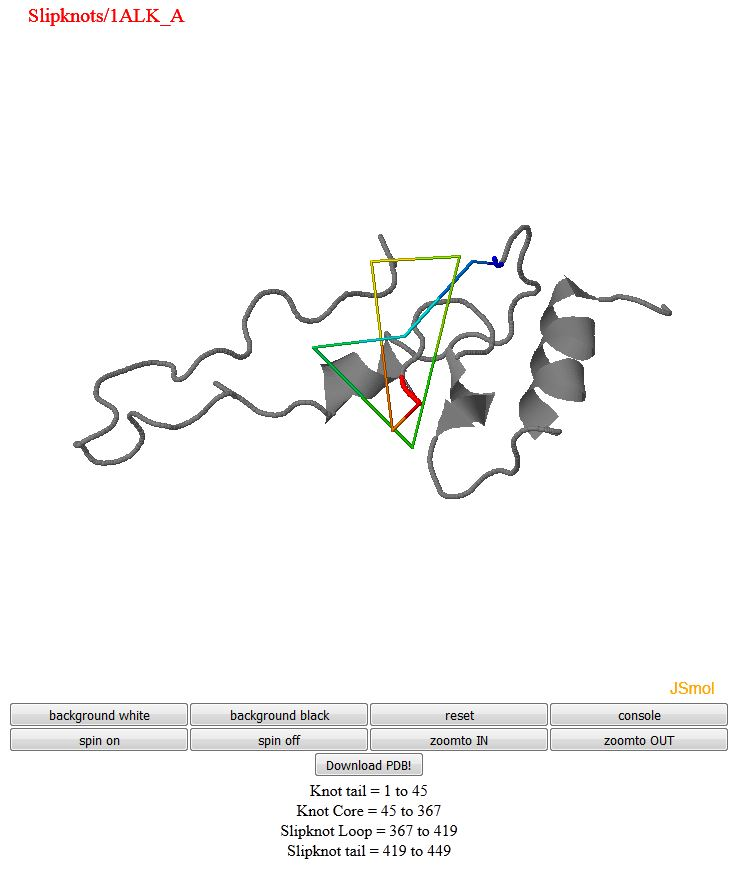 Slipknots/1ALK_A
JSmol
background white background black reset console
spin on spin off zoomto IN zoomto OUT
Download PDB!
Knot tail = 1 to 45
Knot Core = 45 to 367
Slipknot Loop = 367 to 419
Slipknot tail = 419 to 449